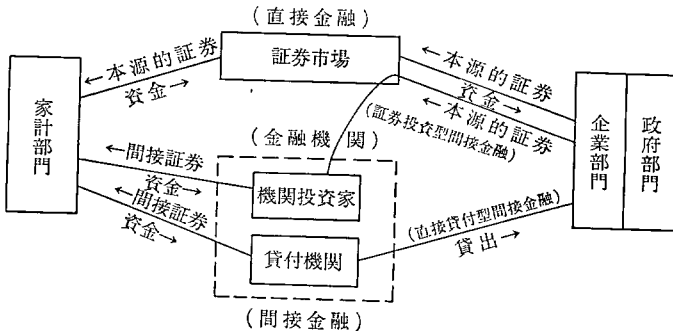 (直接金融)
証券市場
←本源的証券
資金→
←本源的証券
資金→
←本源的証券
(証券投資型間接金融)
家計部門
企業部門
政府部門
(金融機関)
←間接証券
資金→
機関投資家
←間接証券
資金→
貸付機関
(直接貸付型間接金融)
貸出→
(間接金融)